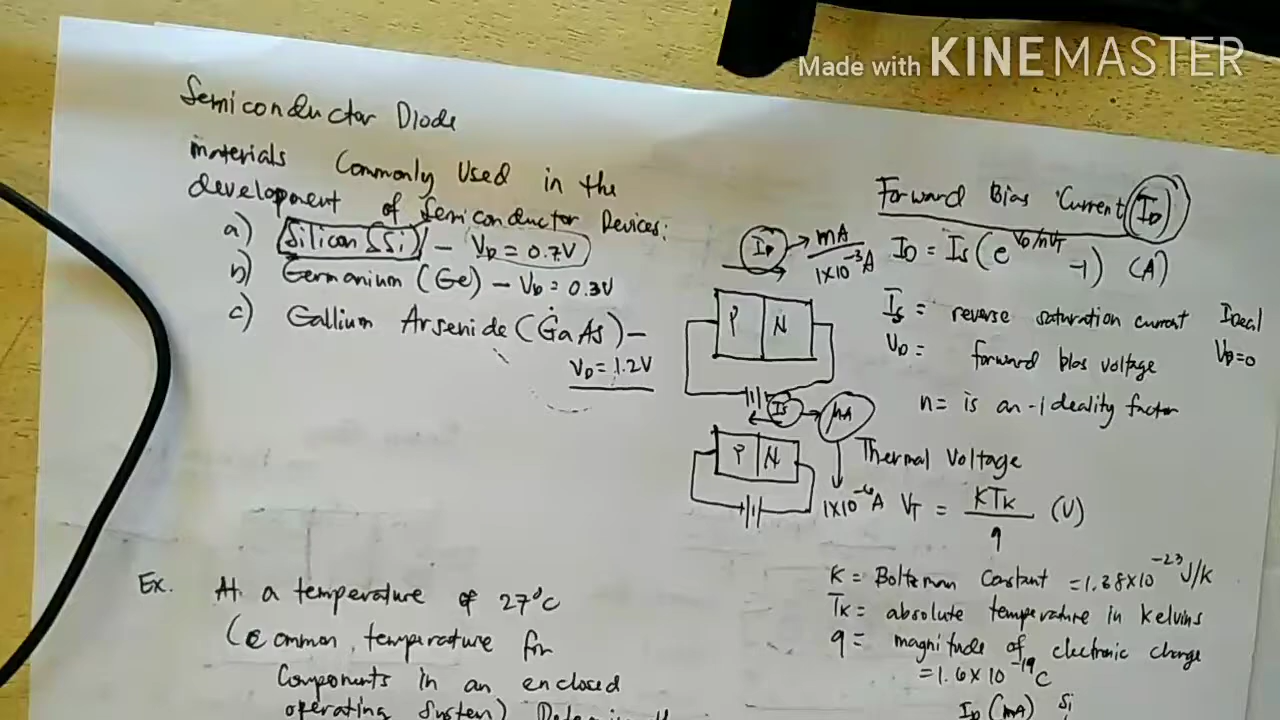 Made with KINEMASTER
Semiconductor Diode
materials Commonly Used in the
development of Semiconductor Devices:
a) Silicon (Si) - VD = 0.7V
b) Germanium (Ge) - VD = 0.3V
c) Gallium Arsenide (GaAs) -
VD = 1.2V
Ex. At a temperature of 27°C
(common temperature for
Components in an enclosed
operating System) Determine
Forward Bias Current ID
ID = Is (e^VD/nVT -1) (A)
ID → mA
1x10^-3 A
P N
Is = reverse saturation current Ideal
VD = forward bias voltage VD=0
n = is an -Ideality factor
Is → µA
P N
1x10^-6 A
Thermal Voltage
VT = KTK/q (V)
K = Boltzman Constant = 1.38x10^-23 J/K
TK = absolute temperature in kelvins
q = magnitude of electronic charge
= 1.6x10^-19 C
ID (mA) Si